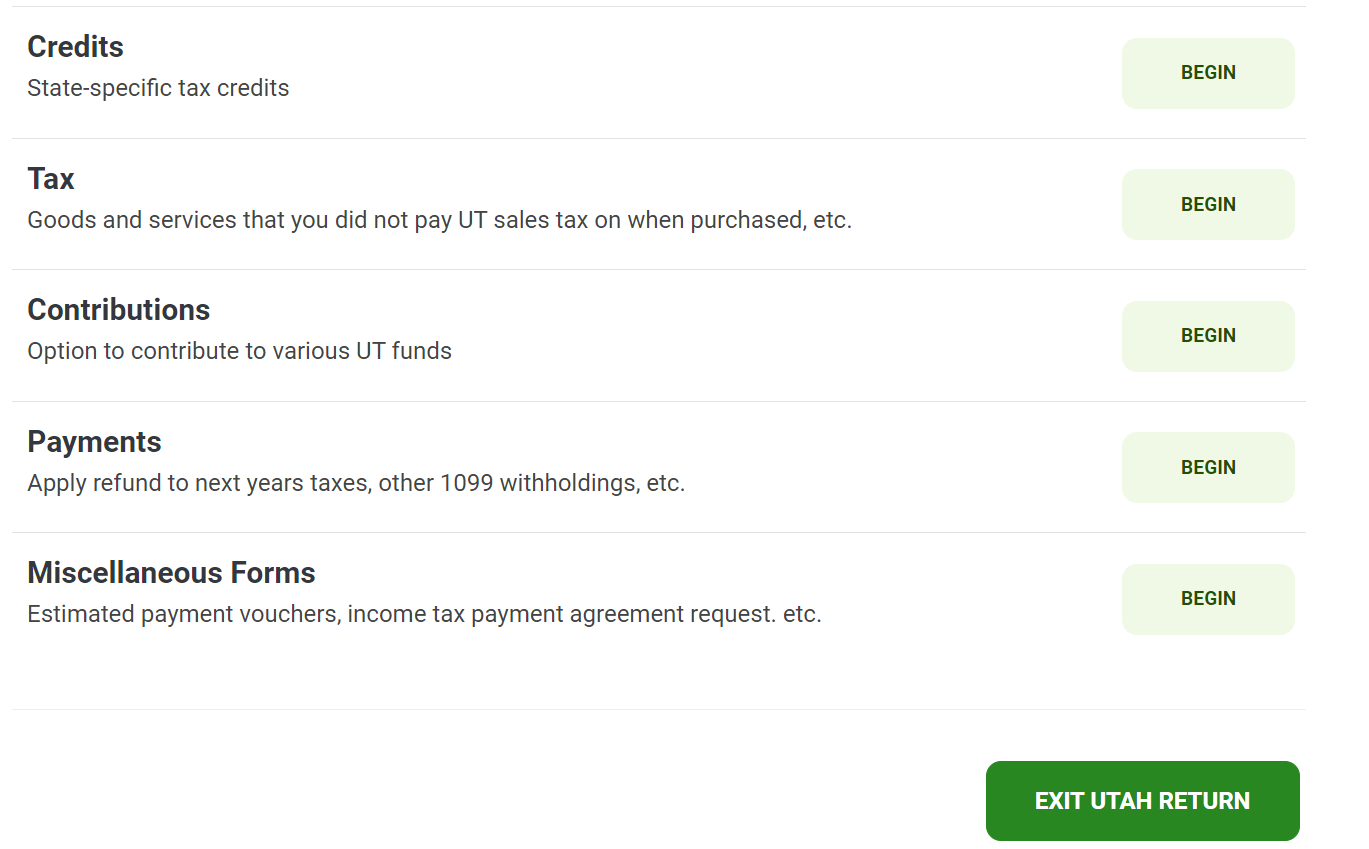 Credits
State-specific tax credits
BEGIN
Tax
Goods and services that you did not pay UT sales tax on when purchased, etc.
BEGIN
Contributions
Option to contribute to various UT funds
BEGIN
Payments
Apply refund to next years taxes, other 1099 withholdings, etc.
BEGIN
Miscellaneous Forms
Estimated payment vouchers, income tax payment agreement request. etc.
BEGIN
EXIT UTAH RETURN